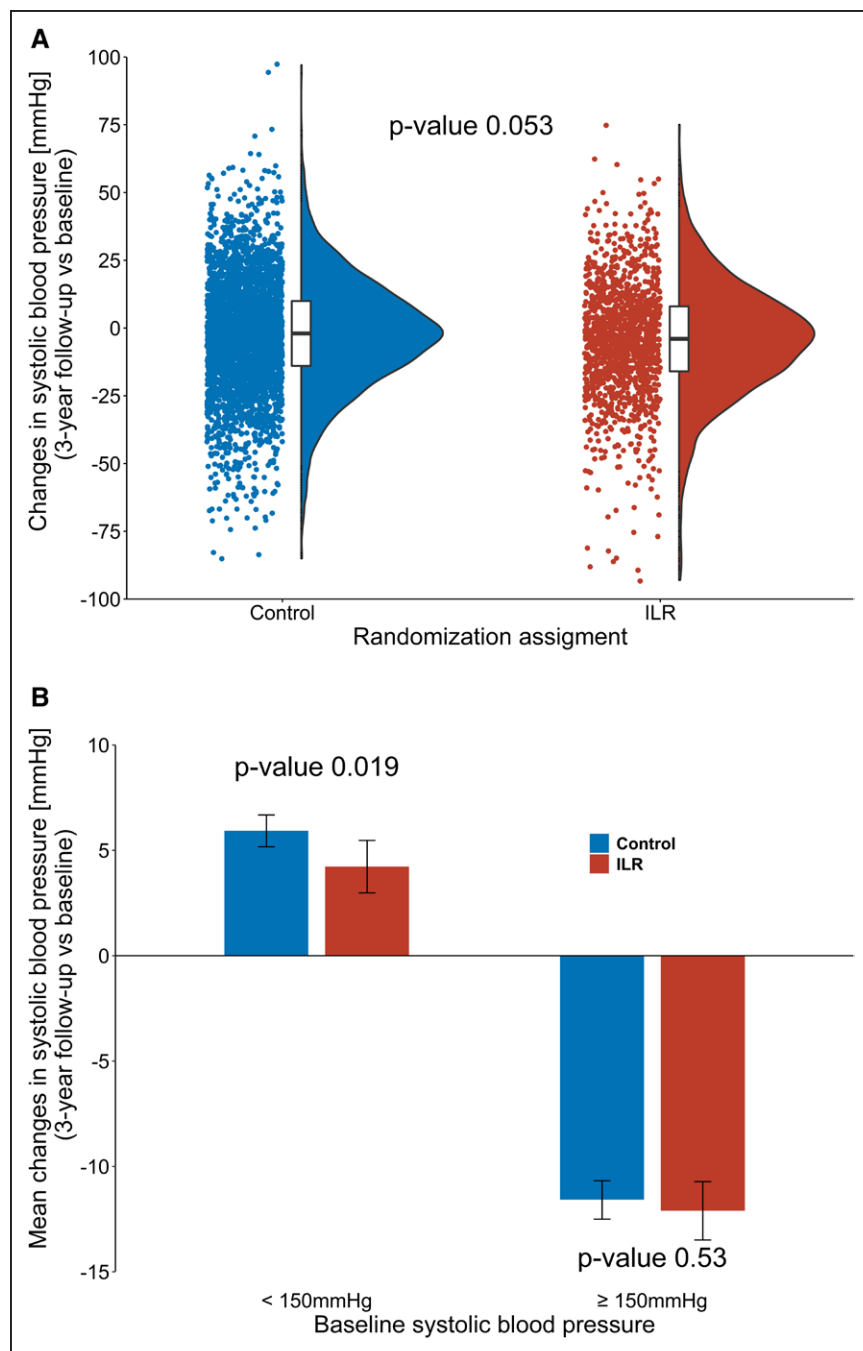 A
Changes in systolic blood pressure [mmHg]
(3-year follow-up vs baseline)
100
75
50
25
0
-25
-50
-75
-100
p-value 0.053
Control
ILR
Randomization assigment
B
Mean changes in systolic blood pressure [mmHg]
(3-year follow-up vs baseline)
10
5
0
-5
-10
-15
p-value 0.019
Control
ILR
p-value 0.53
< 150mmHg
≥ 150mmHg
Baseline systolic blood pressure